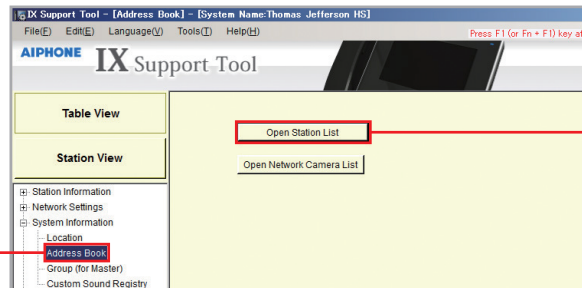 IX Support Tool - [Address Book] - [System Name:Thomas Jefferson HS]
File(F) Edit(E) Language(V) Tools(T) Help(H)
Press F1 (or Fn + F1) key
AIPHONE IX Support Tool
Table View
Station View
Open Station List
Open Network Camera List
Station Information
Network Settings
System Information
Location
Address Book
Group (for Master)
Custom Sound Registry